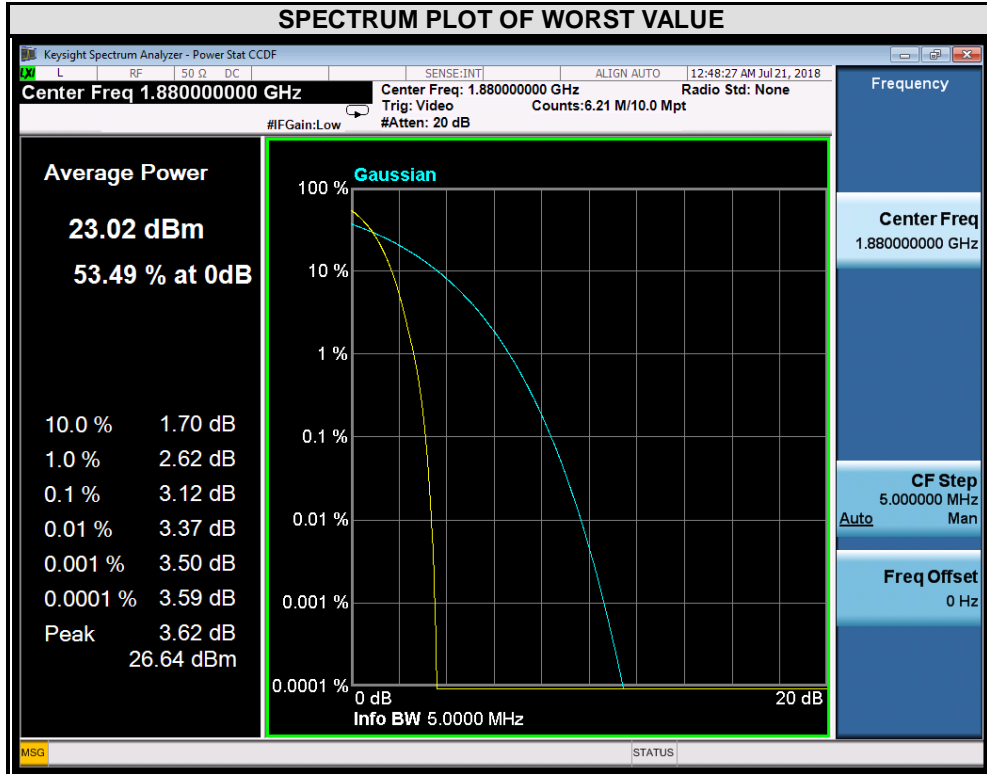 SPECTRUM PLOT OF WORST VALUE
Keysight Spectrum Analyzer - Power Stat CCDF
LXI L RF 50 Ω DC SENSE:INT ALIGN AUTO 12:48:27 AM Jul 21, 2018
Center Freq 1.880000000 GHz
Center Freq: 1.880000000 GHz Radio Std: None
Trig: Video Counts:6.21 M/10.0 Mpt
#IFGain:Low #Atten: 20 dB
Average Power
23.02 dBm
53.49 % at 0dB
10.0 % 1.70 dB
1.0 % 2.62 dB
0.1 % 3.12 dB
0.01 % 3.37 dB
0.001 % 3.50 dB
0.0001 % 3.59 dB
Peak 3.62 dB
26.64 dBm
Gaussian
100 %
10 %
1 %
0.1 %
0.01 %
0.001 %
0.0001 %
0 dB 20 dB
Info BW 5.0000 MHz
Frequency
Center Freq
1.880000000 GHz
CF Step
5.000000 MHz
Auto Man
Freq Offset
0 Hz
MSG STATUS